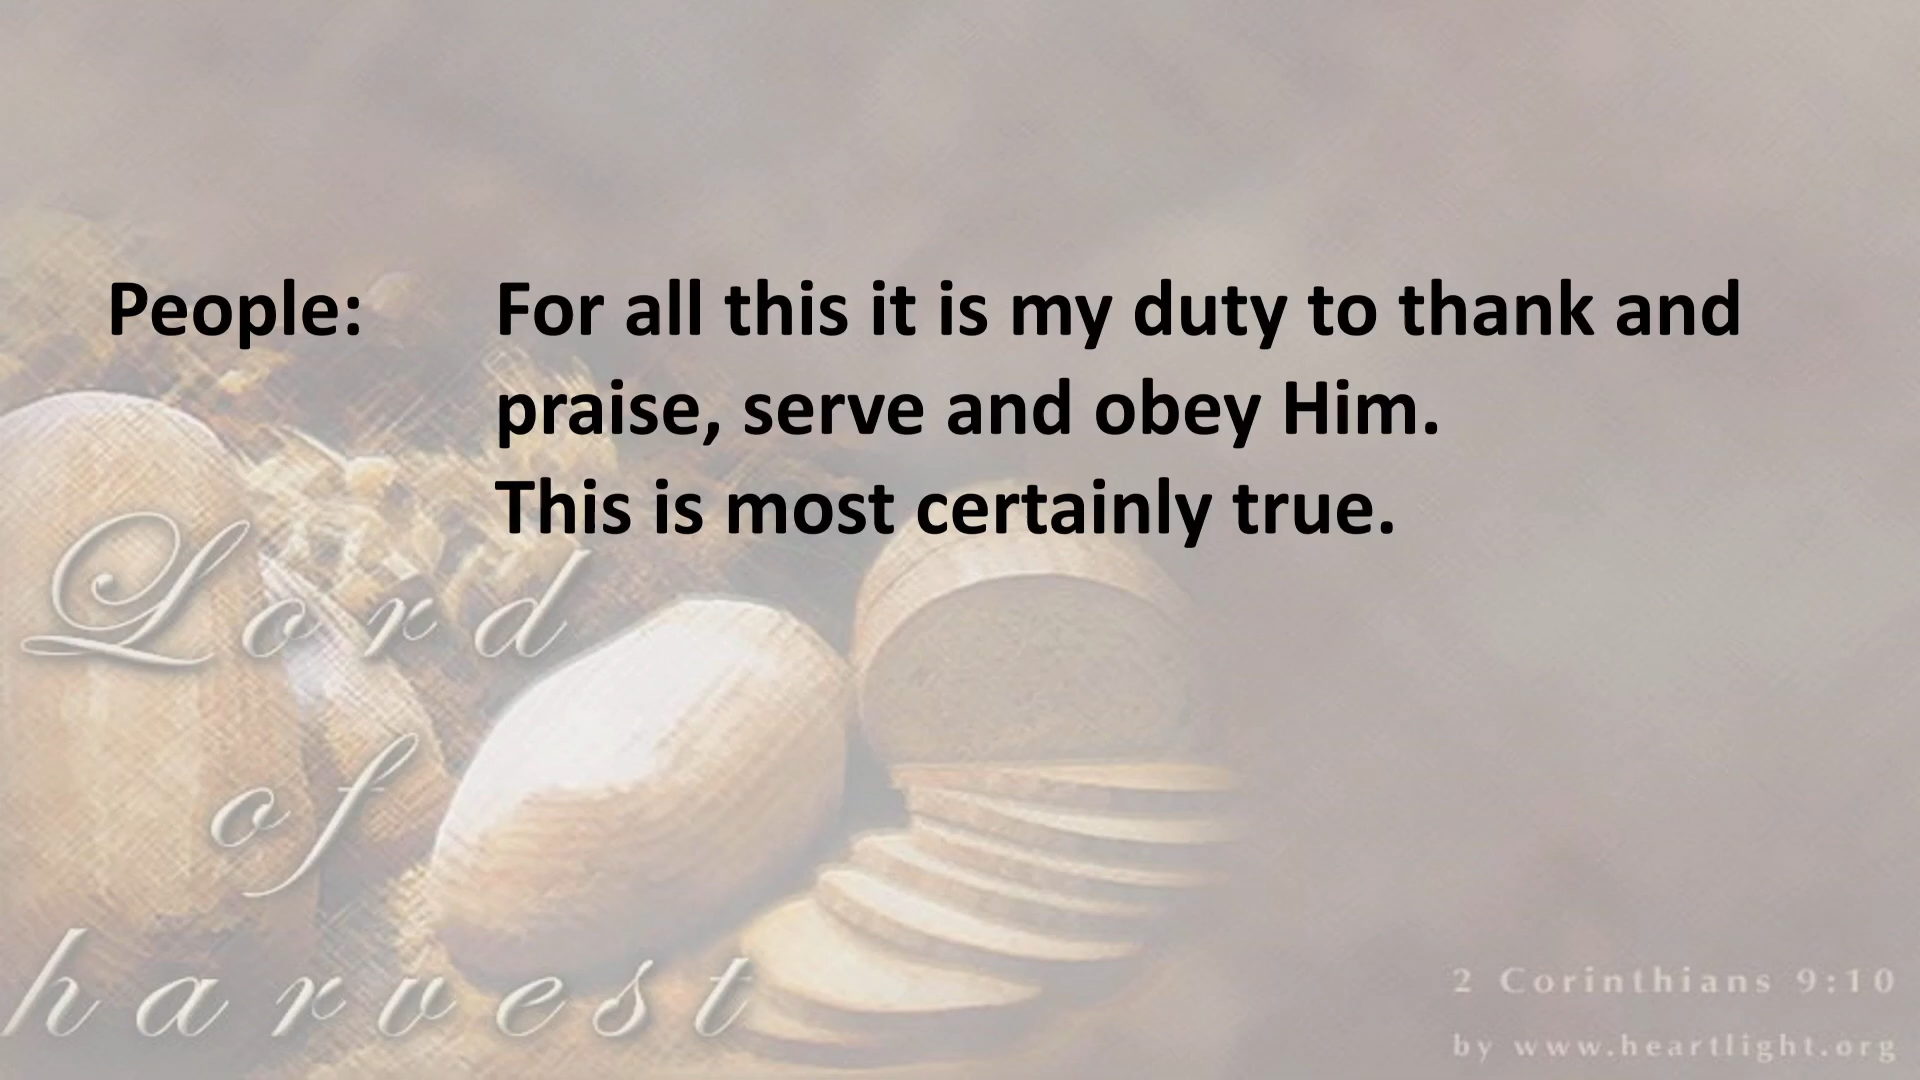 People: For all this it is my duty to thank and
praise, serve and obey Him.
This is most certainly true.
Lord
of
harvest
2 Corinthians 9:10
by www.heartlight.org